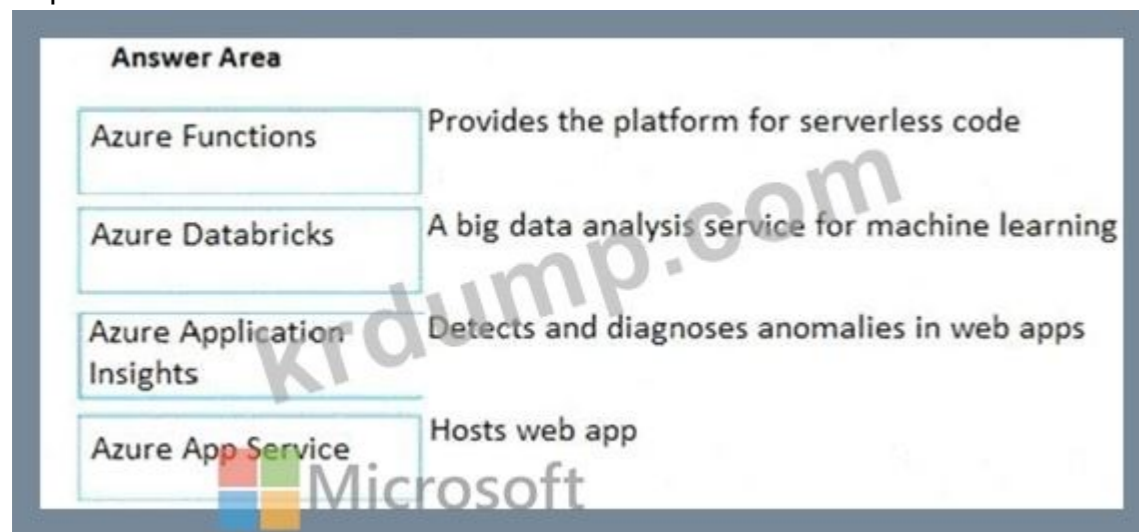 Answer Area
Azure Functions
Provides the platform for serverless code
Azure Databricks
A big data analysis service for machine learning
Azure Application
Insights
Detects and diagnoses anomalies in web apps
Azure App Service
Hosts web app
krdump.com
Microsoft